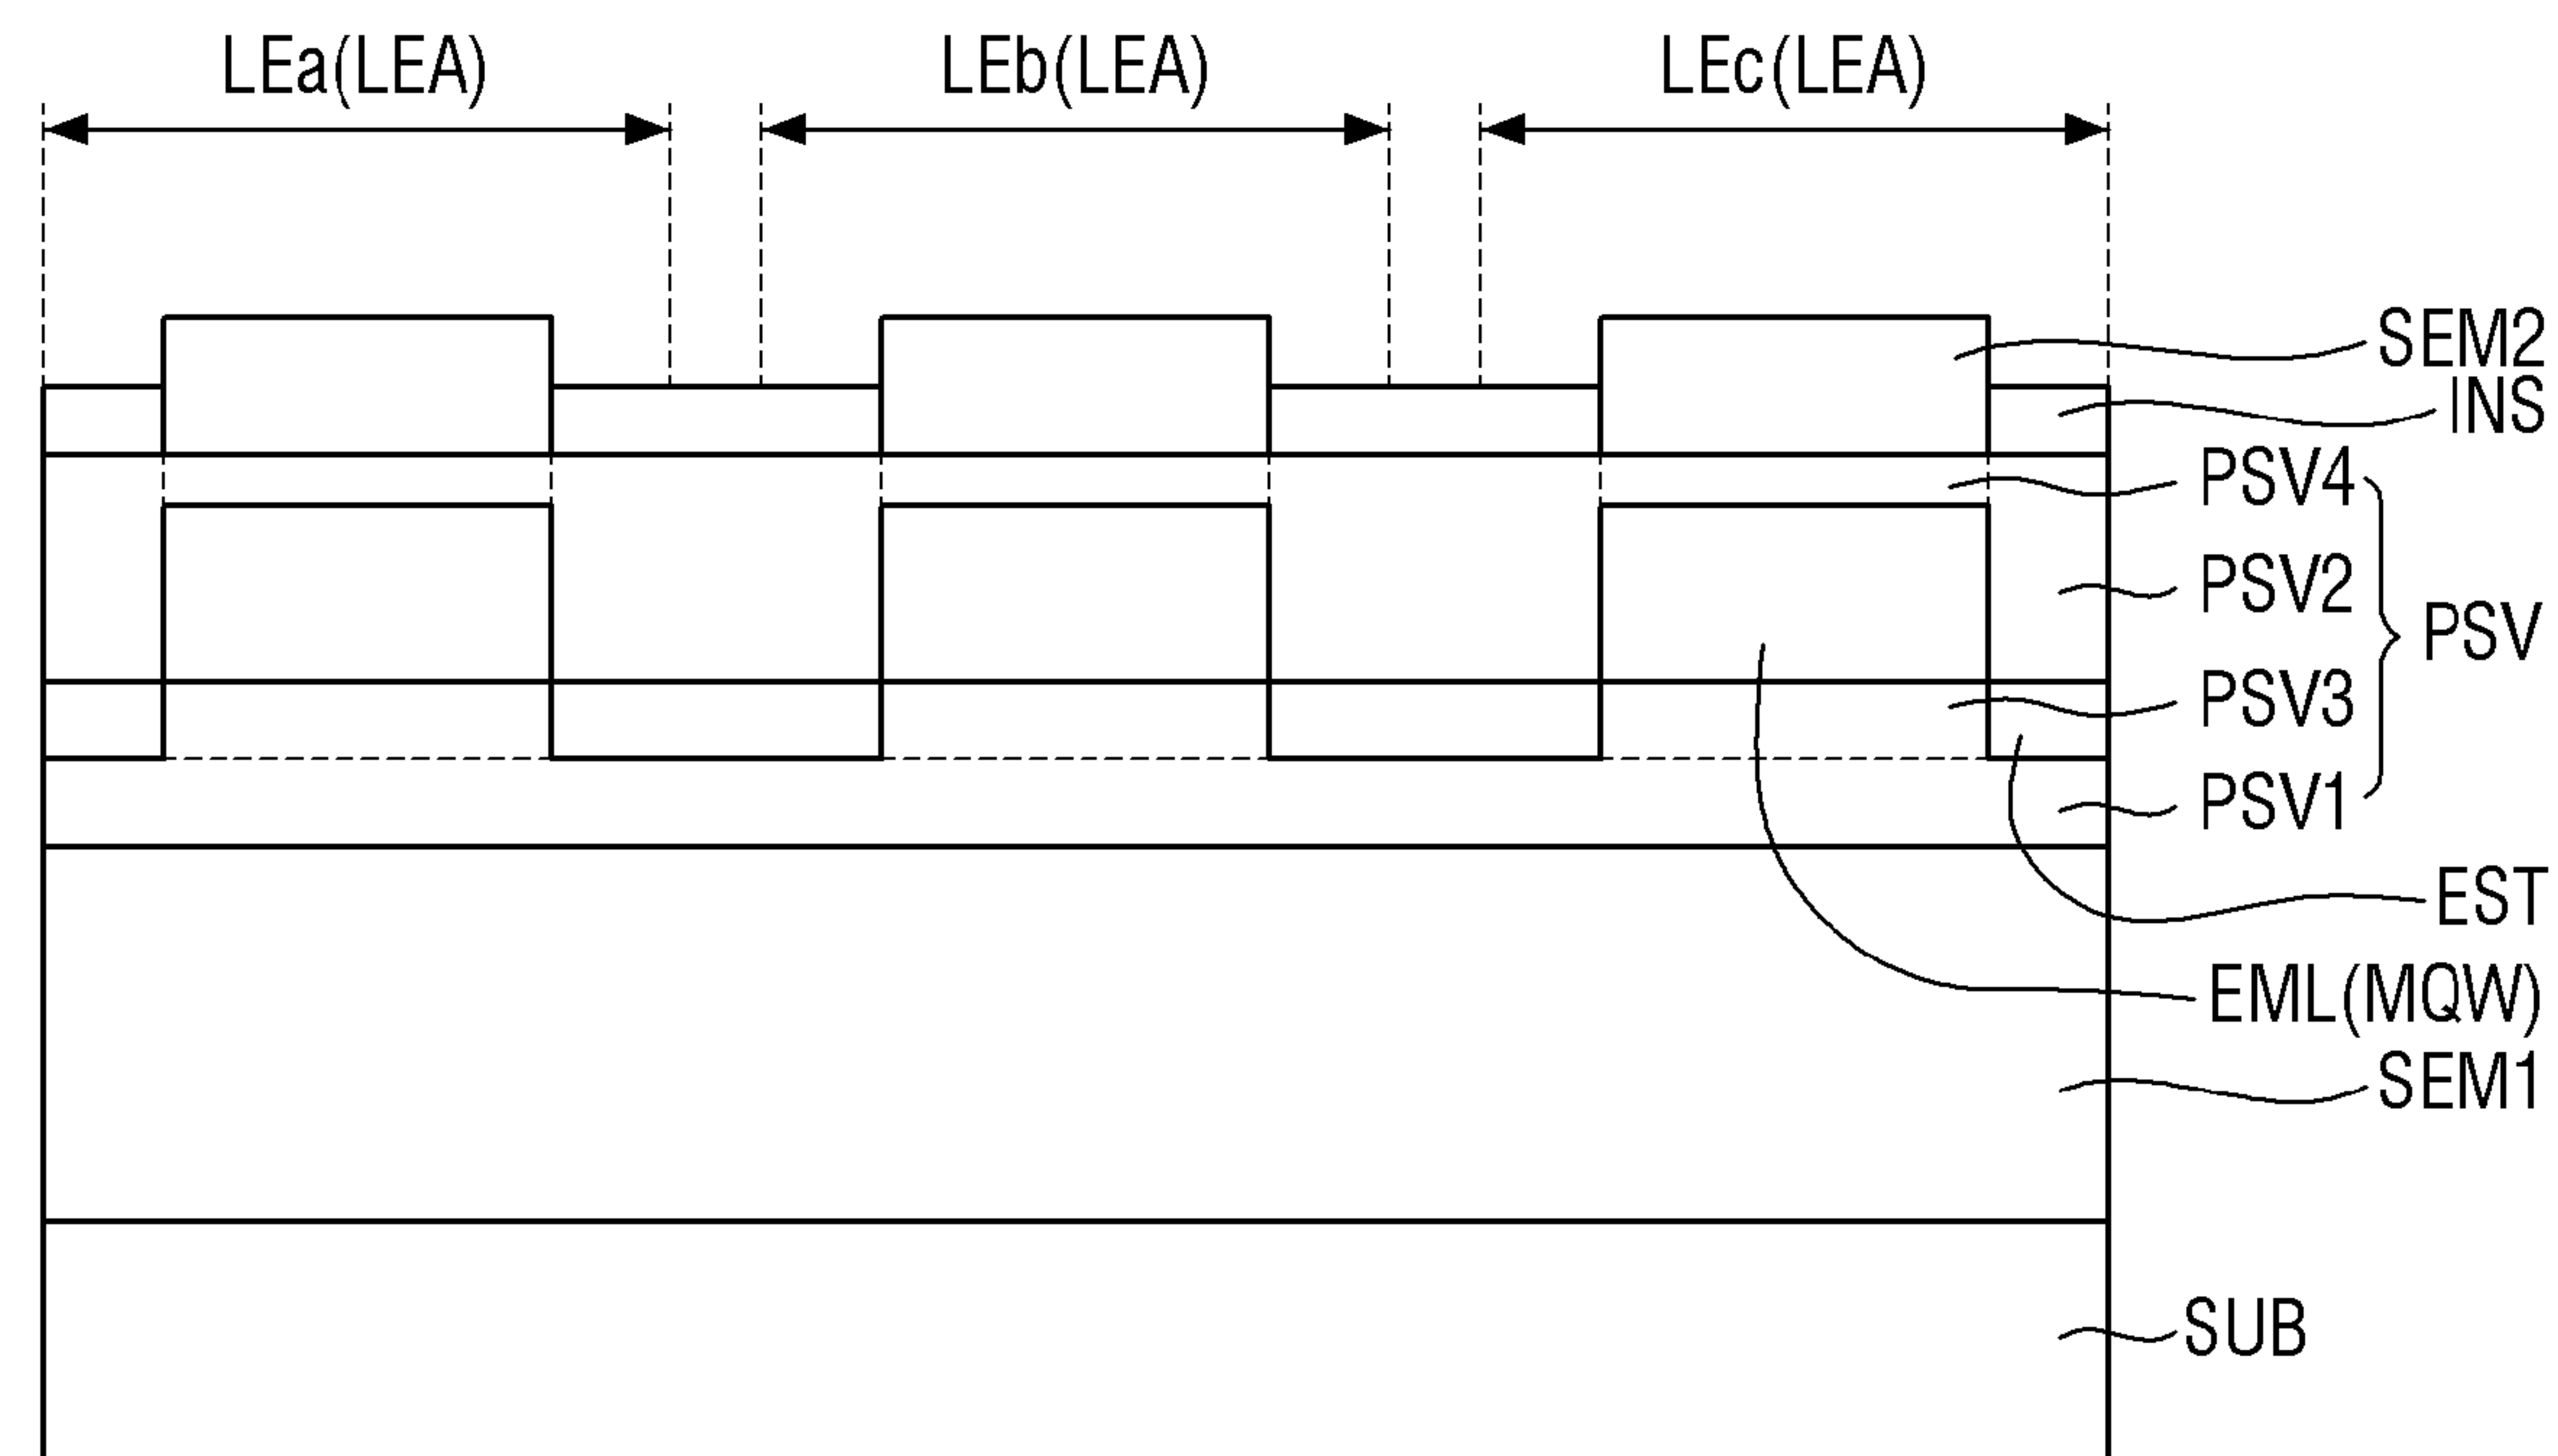 LEa(LEA)
LEb(LEA)
LEc(LEA)
SEM2
INS
PSV4
PSV2
PSV
PSV3
PSV1
EST
EML(MQW)
SEM1
SUB